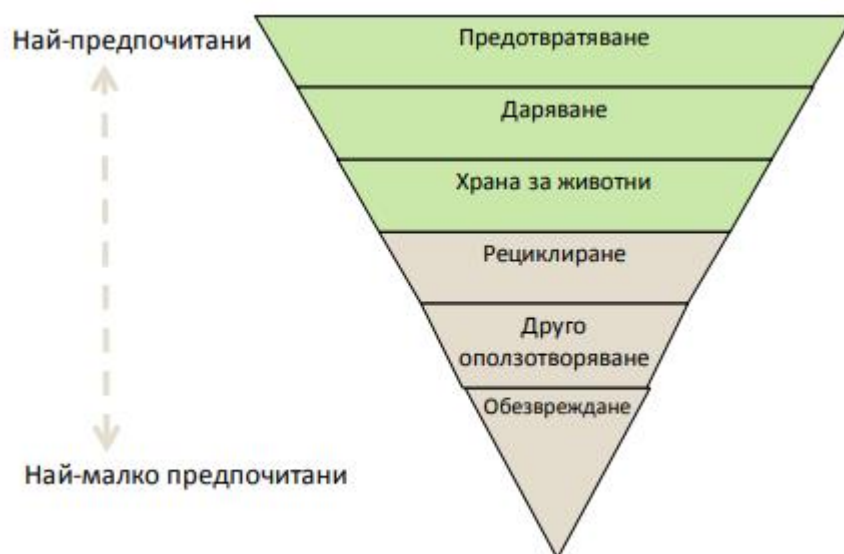 Най-предпочитани
Предотвратяване
Даряване
Храна за животни
Рециклиране
Друго
оползотворяване
Обезвреждане
Най-малко предпочитани